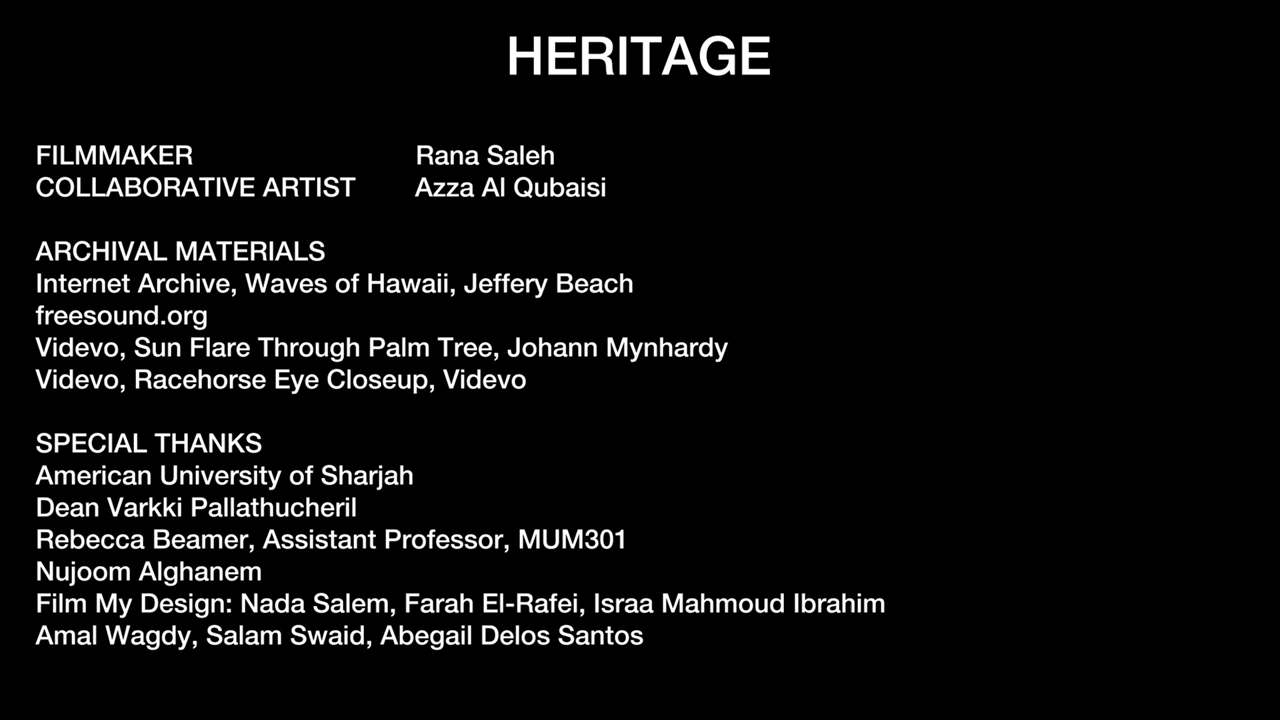 HERITAGE
FILMMAKER Rana Saleh
COLLABORATIVE ARTIST Azza Al Qubaisi
ARCHIVAL MATERIALS
Internet Archive, Waves of Hawaii, Jeffery Beach
freesound.org
Videvo, Sun Flare Through Palm Tree, Johann Mynhardy
Videvo, Racehorse Eye Closeup, Videvo
SPECIAL THANKS
American University of Sharjah
Dean Varkki Pallathucheril
Rebecca Beamer, Assistant Professor, MUM301
Nujoom Alghanem
Film My Design: Nada Salem, Farah El-Rafei, Israa Mahmoud Ibrahim
Amal Wagdy, Salam Swaid, Abegail Delos Santos